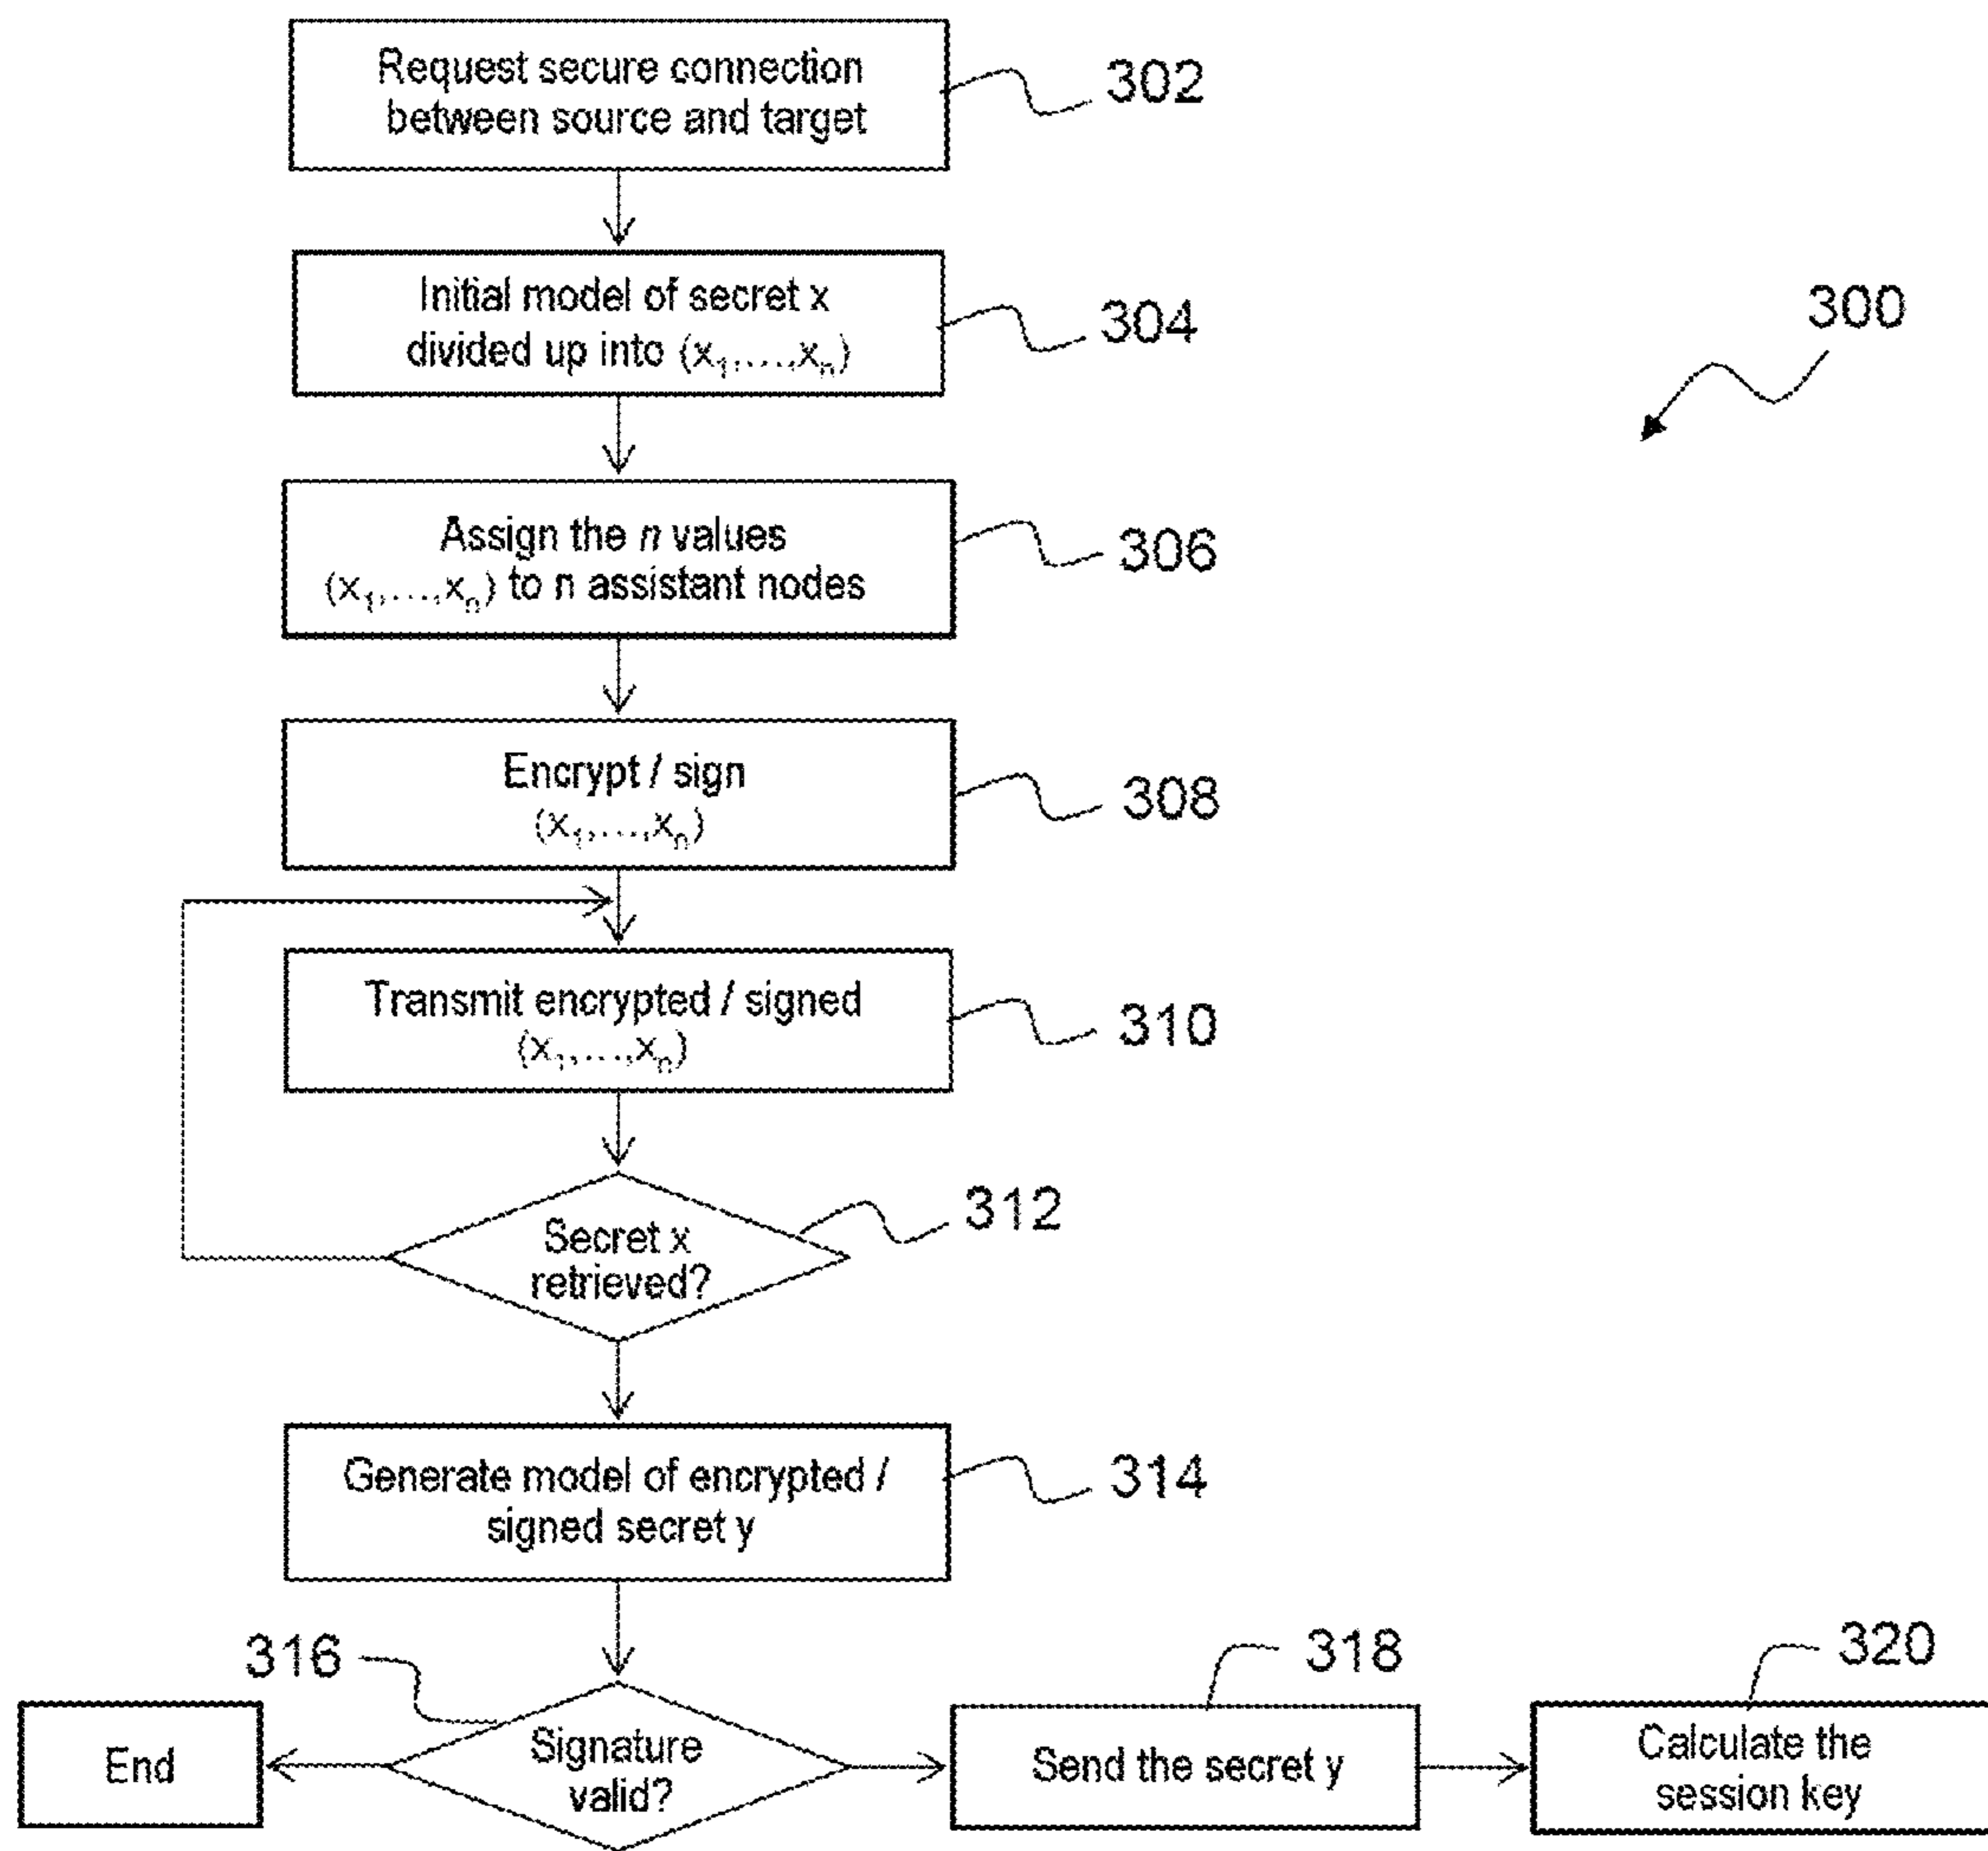 Request secure connection
between source and target
302
Initial model of secret x
divided up into (x₁,...,xₙ)
304
300
Assign the n values
(x₁,...,xₙ) to n assistant nodes
306
Encrypt / sign
(x₁,...,xₙ)
308
Transmit encrypted / signed
(x₁,...,xₙ)
310
Secret x
retrieved?
312
Generate model of encrypted /
signed secret y
314
316
318
320
End
Signature
valid?
Send the secret y
Calculate the
session key